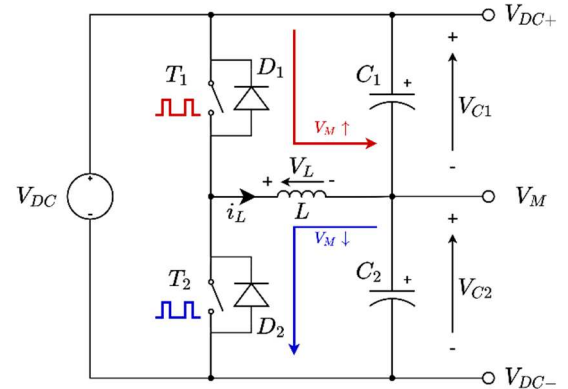 V_{DC+}
+
T_1
D_1
C_1
+
V_{C1}
V_M ↑
-
V_L
+
-
V_{DC}
+
-
i_L
L
V_M
+
V_M ↓
T_2
C_2
+
V_{C2}
D_2
-
V_{DC-}